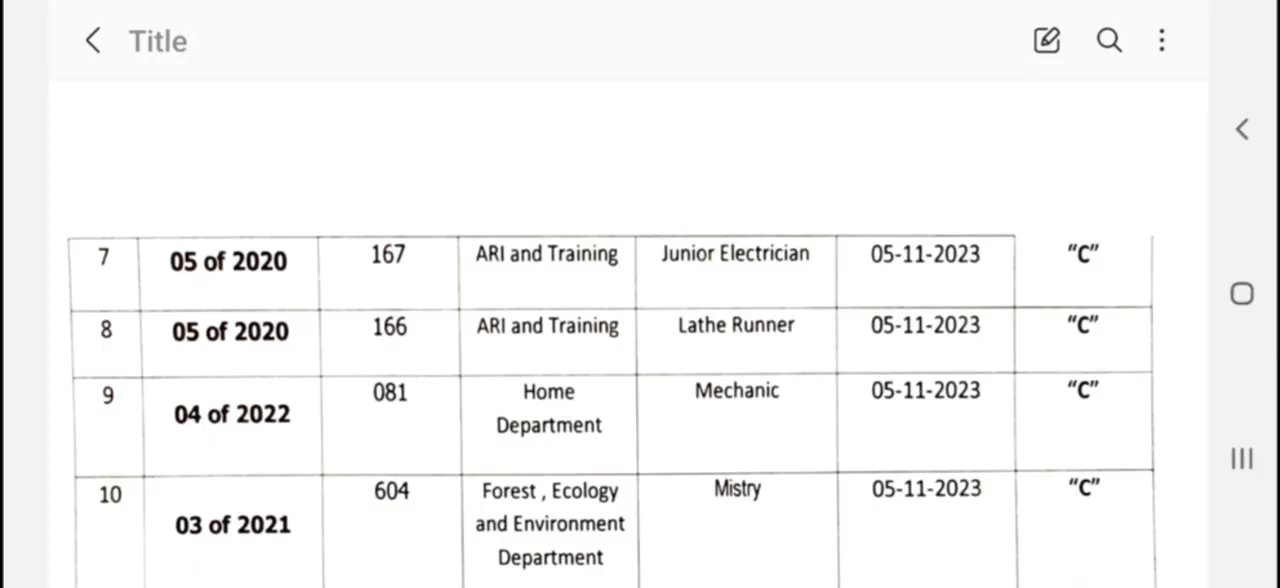 Title
7 05 of 2020 167 ARI and Training Junior Electrician 05-11-2023 “C”
8 05 of 2020 166 ARI and Training Lathe Runner 05-11-2023 “C”
9 04 of 2022 081 Home Department Mechanic 05-11-2023 “C”
10 03 of 2021 604 Forest , Ecology and Environment Department Mistry 05-11-2023 “C”